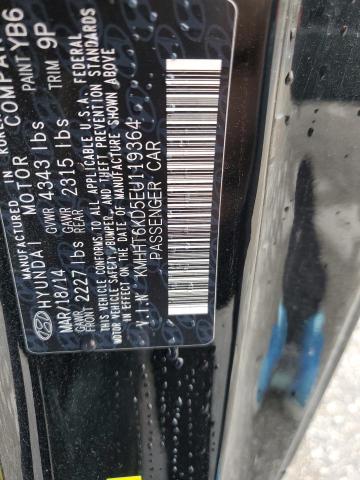 HYUNDAI MOTOR COMPANY KOREA
MAR/18/14 GVWR 4343 lbs PAINT YB6
GAWR FRONT 2227 lbs GAWR REAR 2315 lbs TRIM 9P
THIS VEHICLE CONFORMS TO ALL APPLICABLE U.S.A. FEDERAL
MOTOR VEHICLE SAFETY, BUMPER, AND THEFT PREVENTION
STANDARDS IN EFFECT ON THE DATE OF MANUFACTURE SHOWN ABOVE
V.I.N: KMHHT6KD5EU119364
PASSENGER CAR